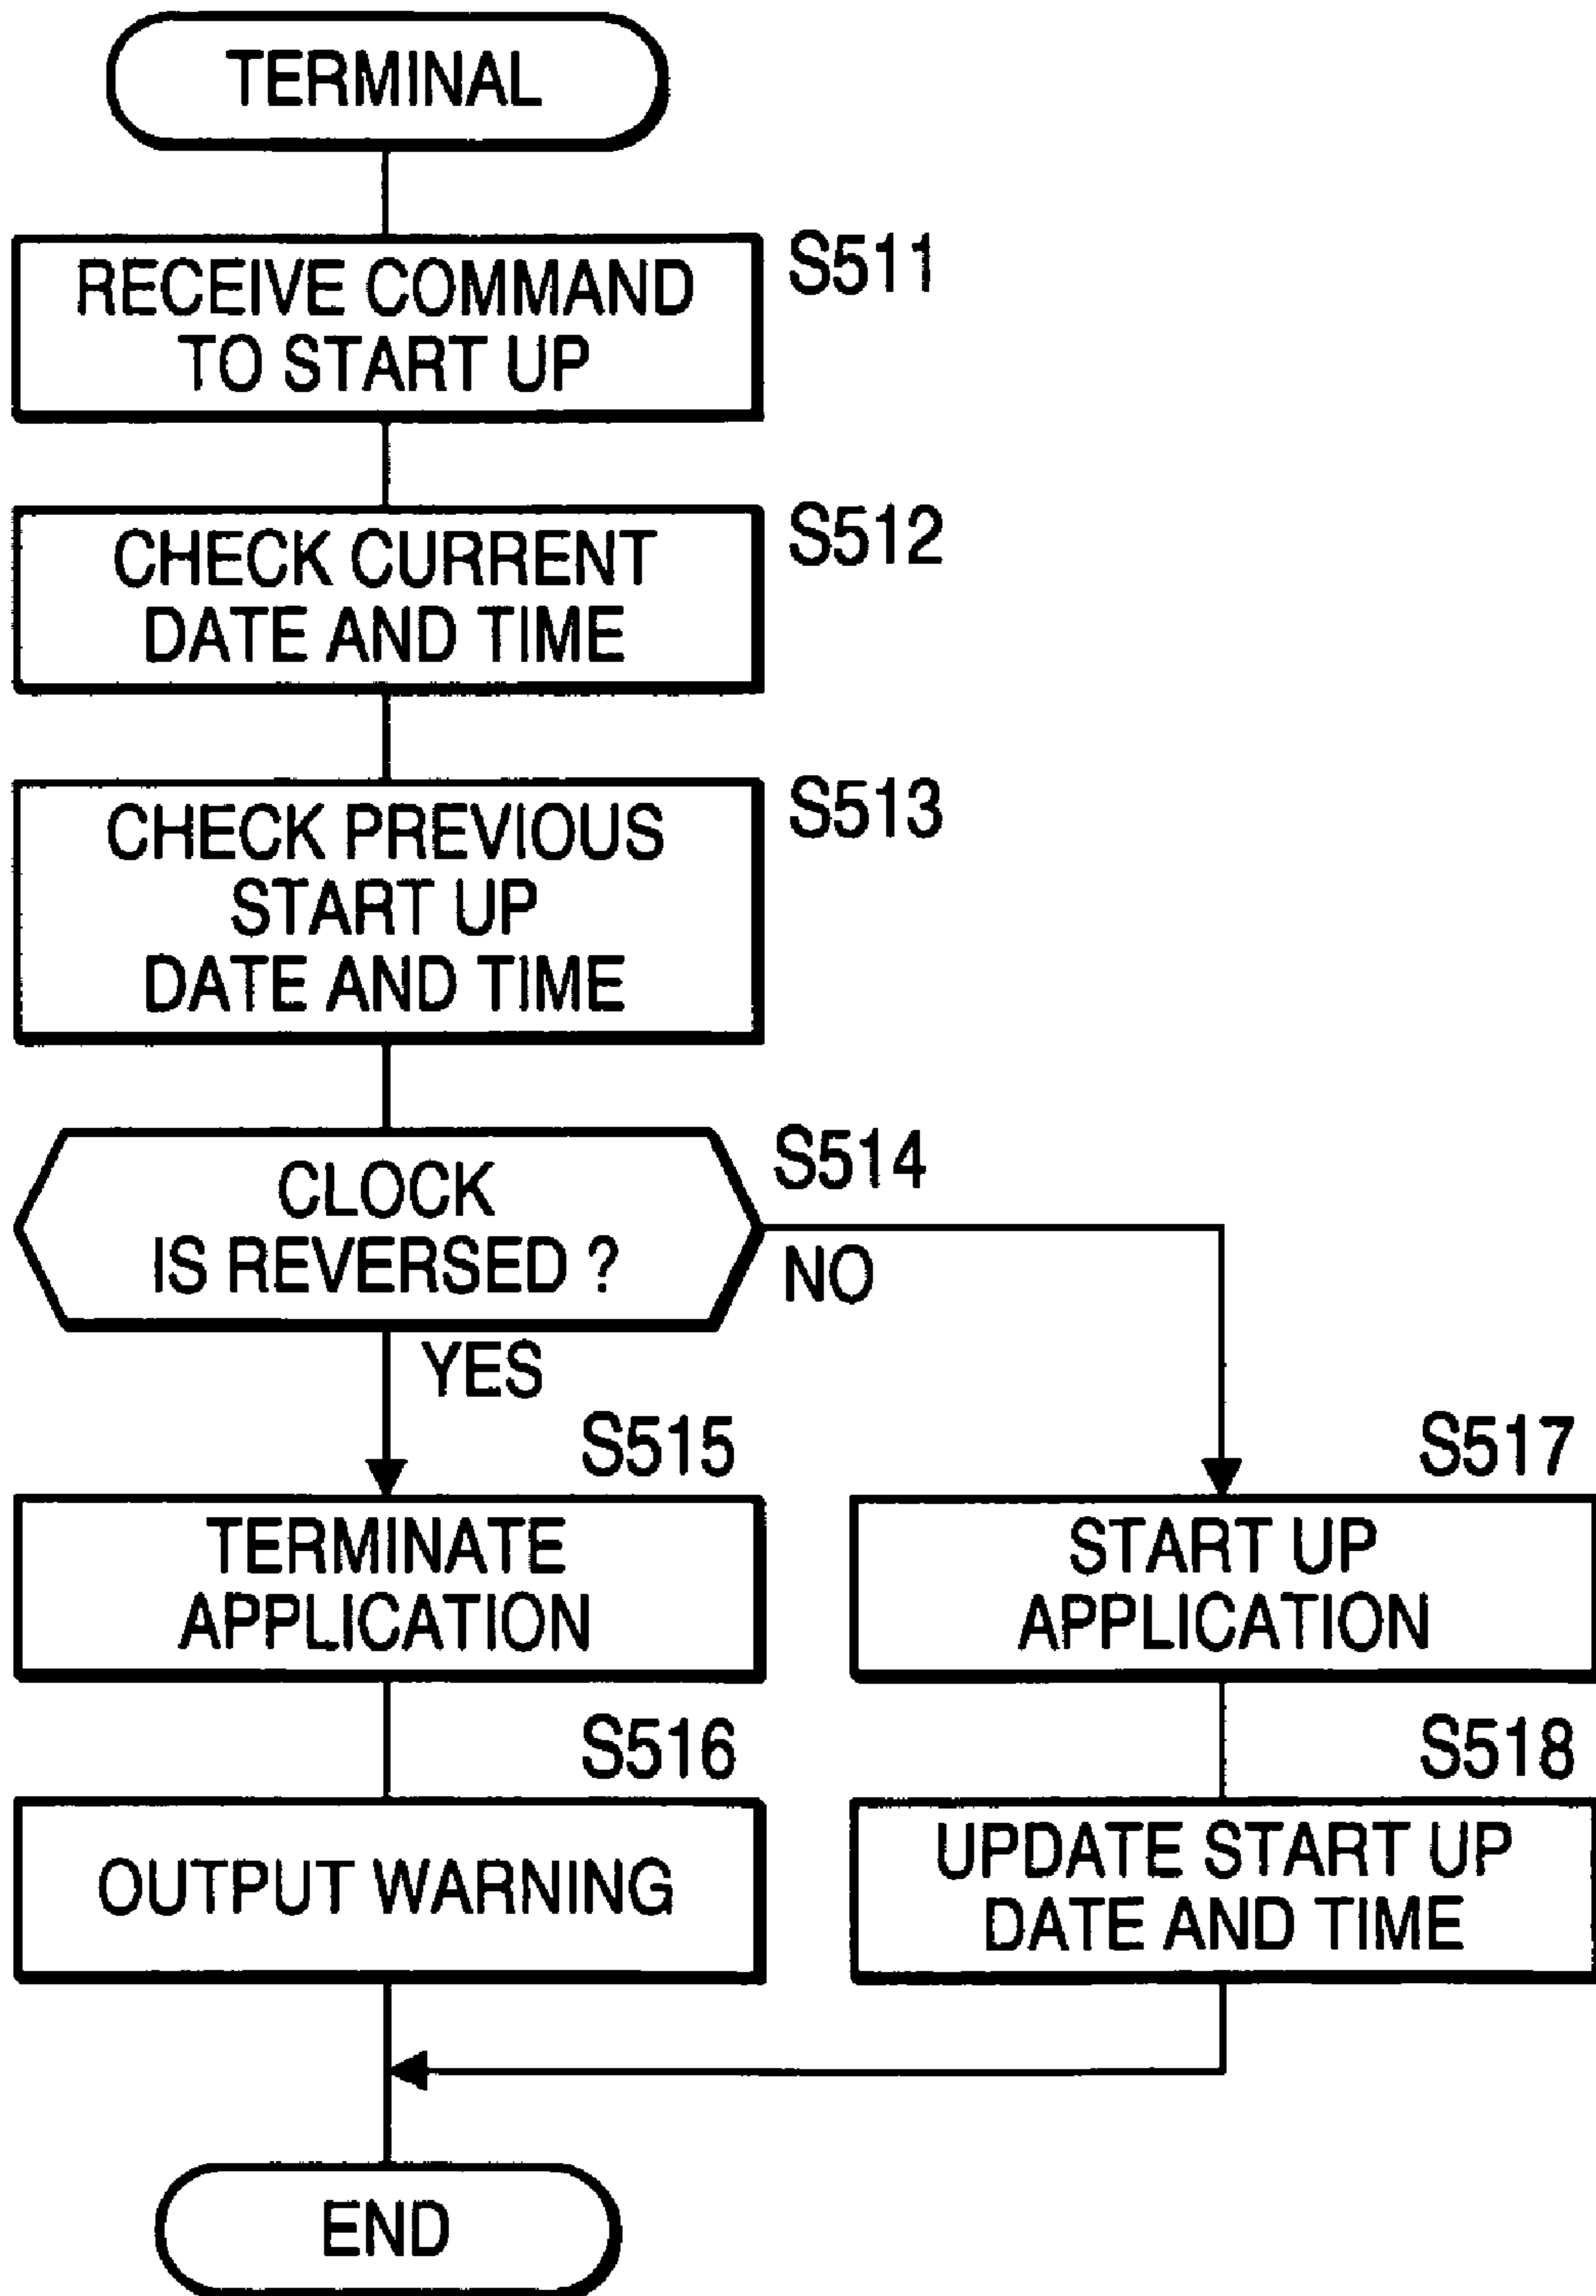 TERMINAL
RECEIVE COMMAND
TO START UP
S511
CHECK CURRENT
DATE AND TIME
S512
CHECK PREVIOUS
START UP
DATE AND TIME
S513
CLOCK
IS REVERSED ?
S514
NO
YES
S515
TERMINATE
APPLICATION
S517
START UP
APPLICATION
S516
OUTPUT WARNING
S518
UPDATE START UP
DATE AND TIME
END